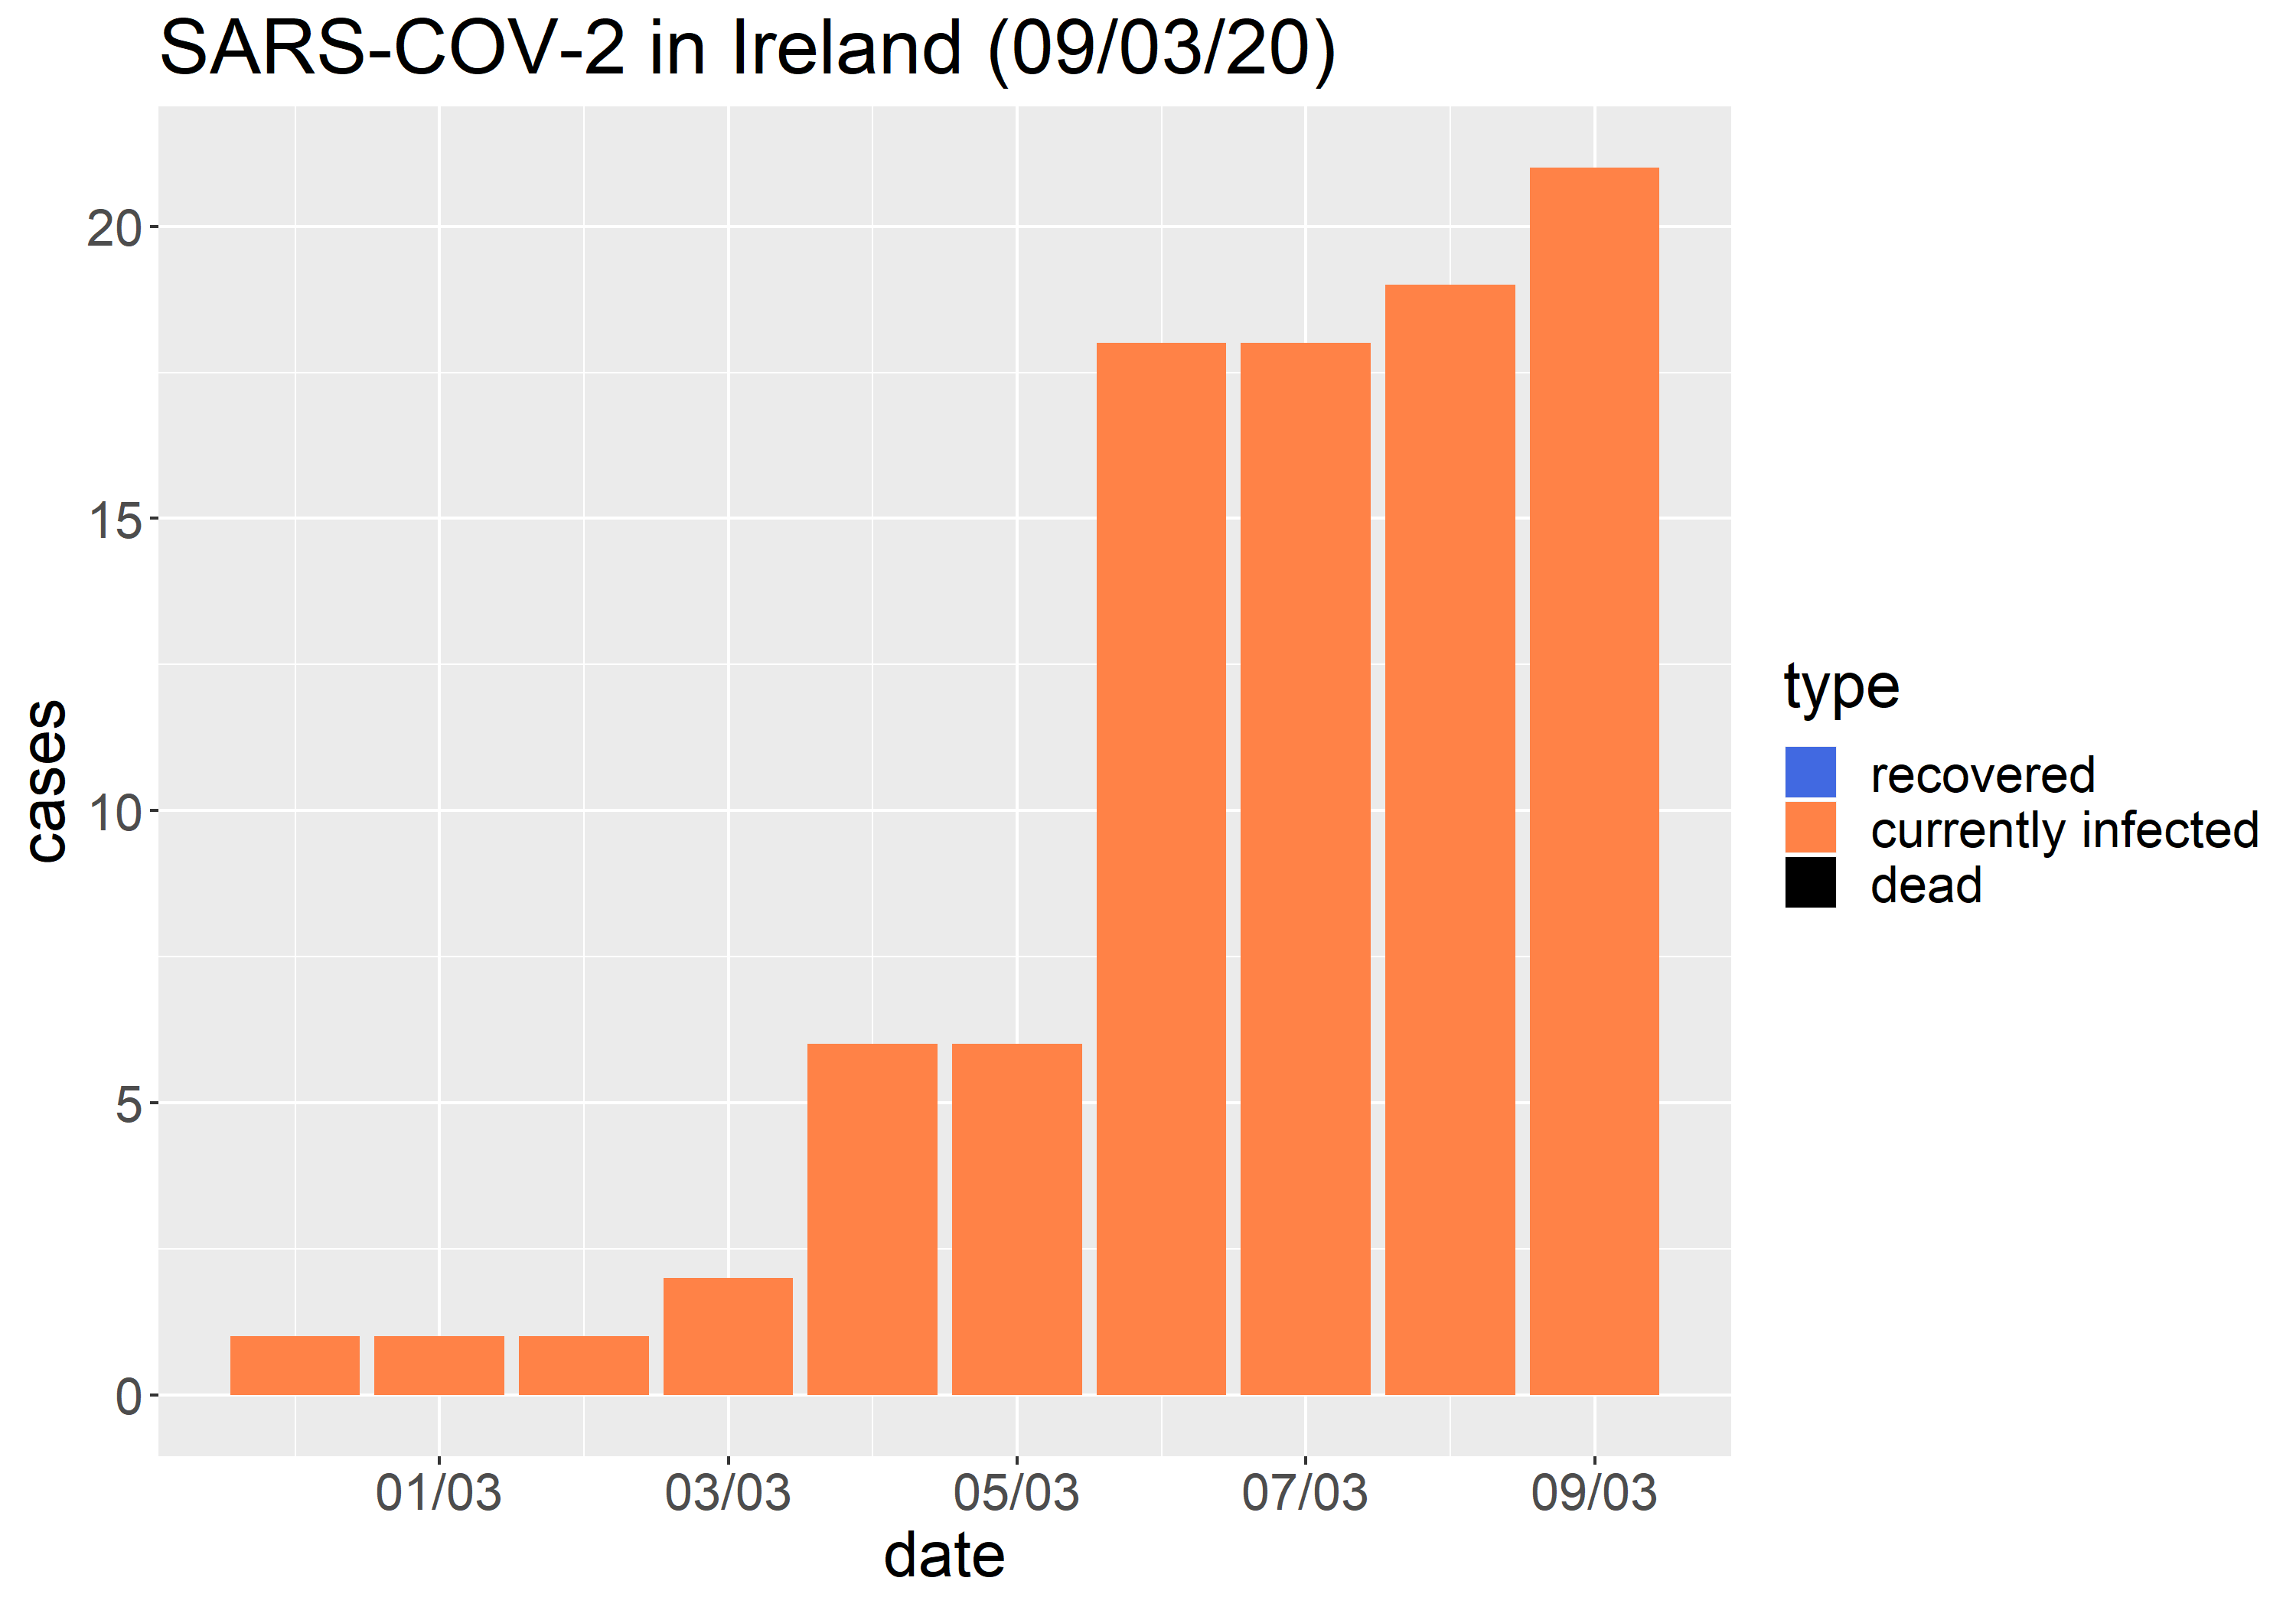 SARS-COV-2 in Ireland (09/03/20)
cases
20
15
10
5
0
01/03 03/03 05/03 07/03 09/03
date
type
recovered
currently infected
dead